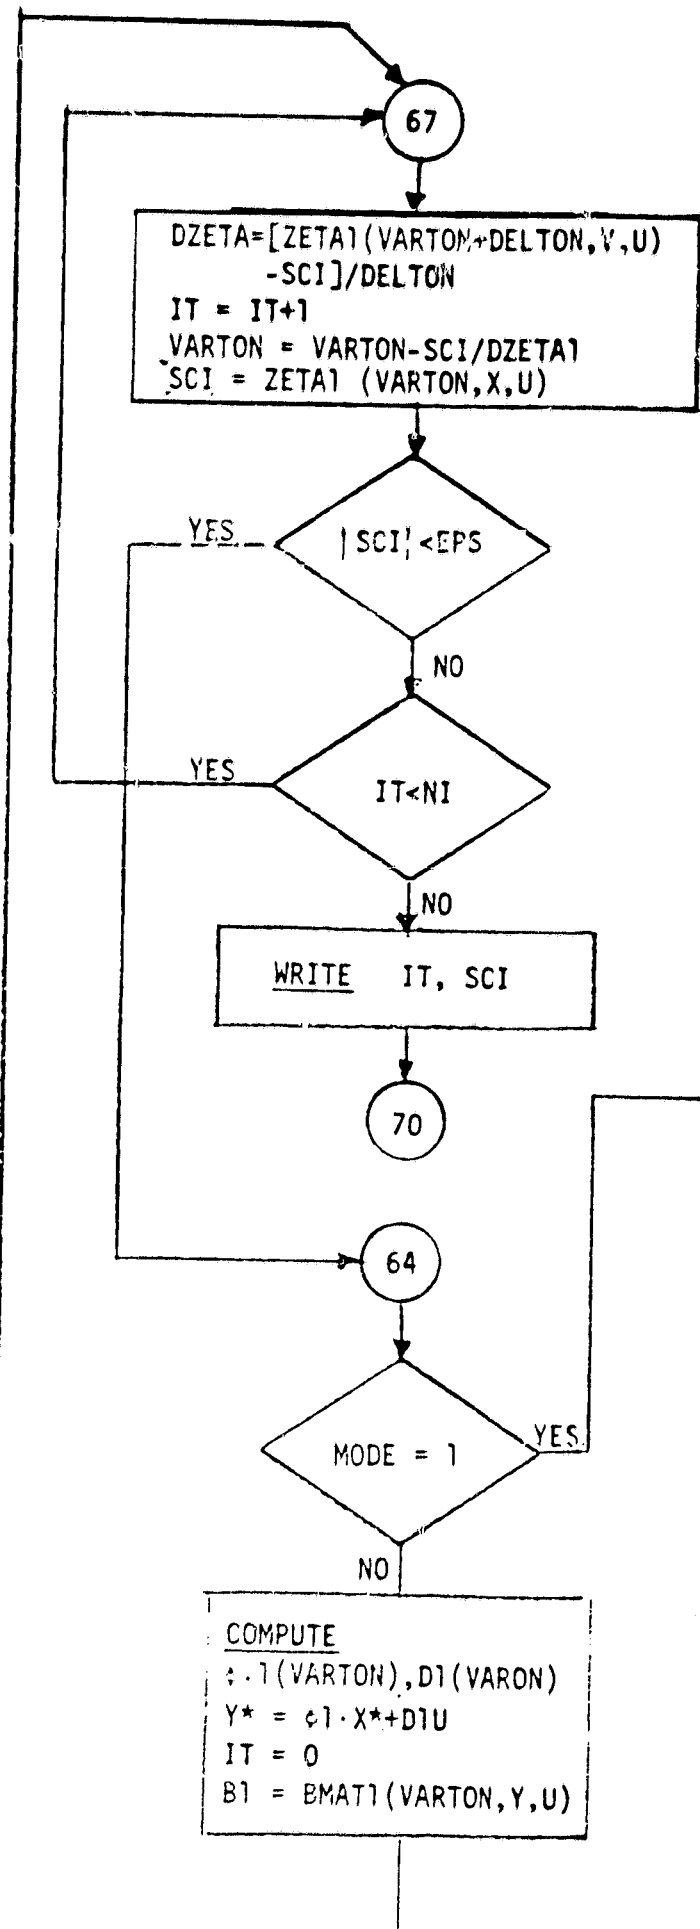 67
DZETA=[ZETA1(VARTON+DELTON,V,U)
-SCI]/DELTON
IT = IT+1
VARTON = VARTON-SCI/DZETA1
SCI = ZETA1 (VARTON,X,U)
YES
|SCI|<EPS
NO
YES
IT<NI
NO
WRITE IT, SCI
70
64
MODE = 1
YES
NO
COMPUTE
1(VARTON),D1(VARON)
Y* = ¢1·X*+D1U
IT = 0
B1 = BMAT1(VARTON,Y,U)